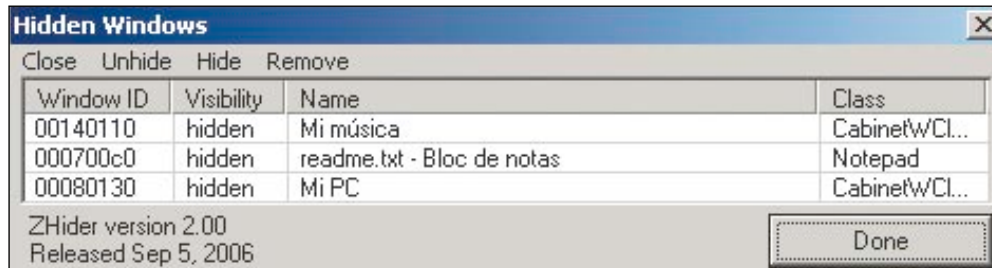 Hidden Windows
Close Unhide Hide Remove
Window ID Visibility Name Class
00140110 hidden Mi música CabinetWCl...
000700c0 hidden readme.txt - Bloc de notas Notepad
00080130 hidden Mi PC CabinetWCl...
ZHider version 2.00
Released Sep 5, 2006
Done